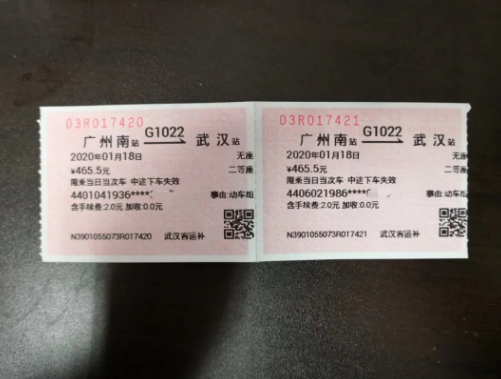 03R017420
广州南站 G1022 武汉站
2020年01月18日 无座
¥465.5元 二等座
限乘当日当次车 中途下车失效
4401041936**** 事由:动车组
含手续费:2.0元 加收:0.0元
N3901055073R017420 武汉客运补
03R017421
广州南站 G1022 武汉站
2020年01月18日 无座
¥465.5元 二等座
限乘当日当次车 中途下车失效
4406021986**** 事由:动车组
含手续费:2.0元 加收:0.0元
N3901055073R017421 武汉客运补